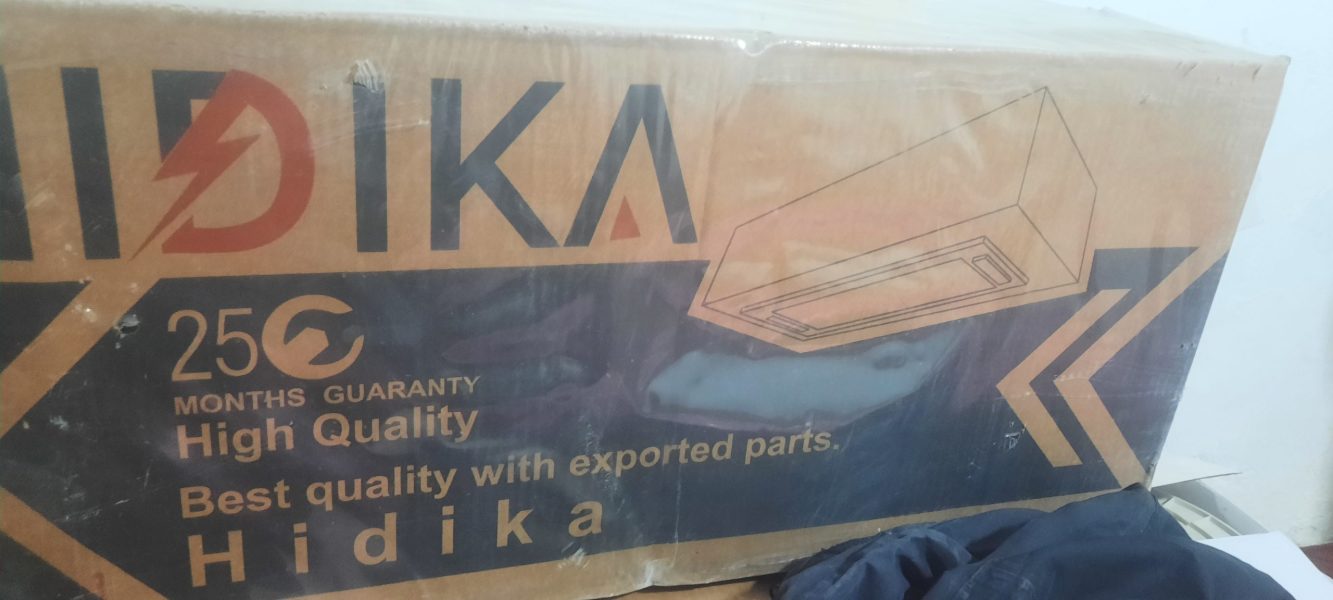 HIDIKA
25
MONTHS GUARANTY
High Quality
Best quality with exported parts.
Hidika